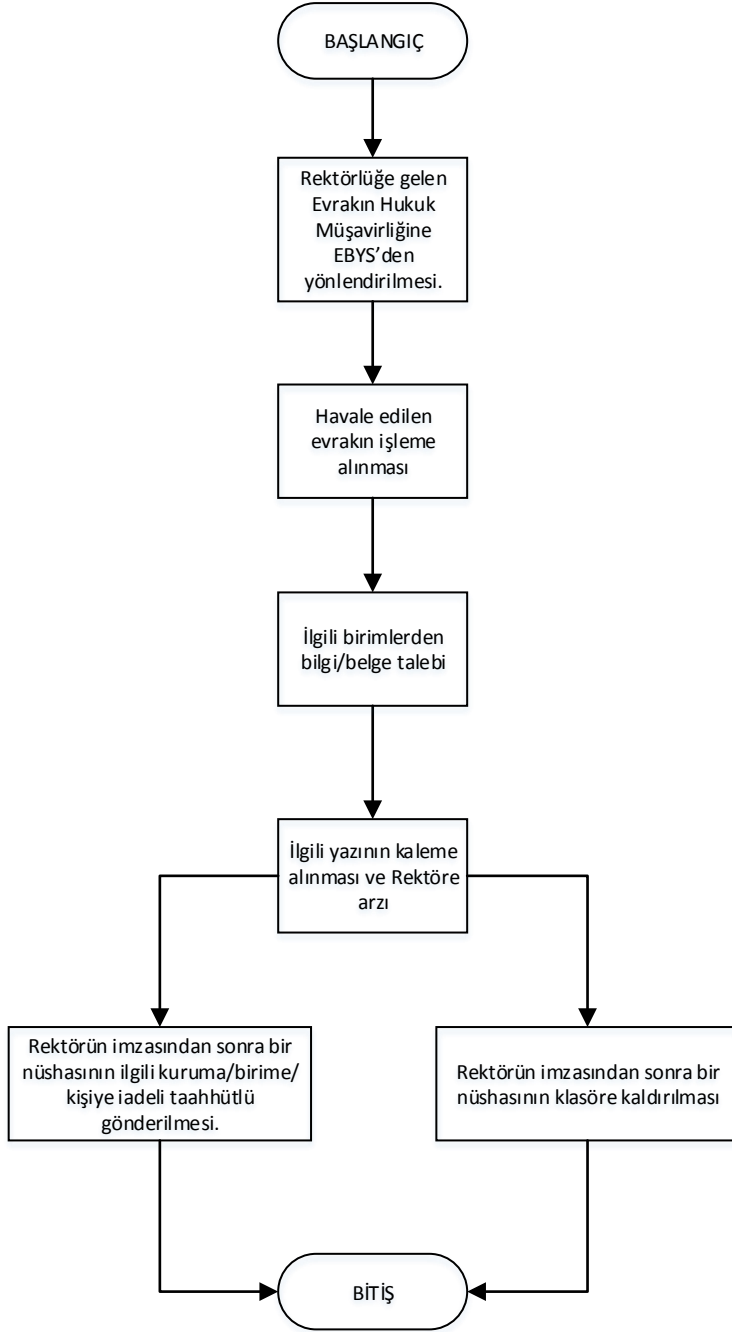 BAŞLANGIÇ
Rektörlüğe gelen
Evrakın Hukuk
Müşavirliğine
EBYS’den
yönlendirilmesi.
Havale edilen
evrakın işleme
alınması
İlgili birimlerden
bilgi/belge talebi
İlgili yazının kaleme
alınması ve Rektöre
arzı
Rektörün imzasından sonra bir
nüshasının ilgili kuruma/birime/
kişiye iadeli taahhütlü
gönderilmesi.
Rektörün imzasından sonra bir
nüshasının klasöre kaldırılması
BİTİŞ